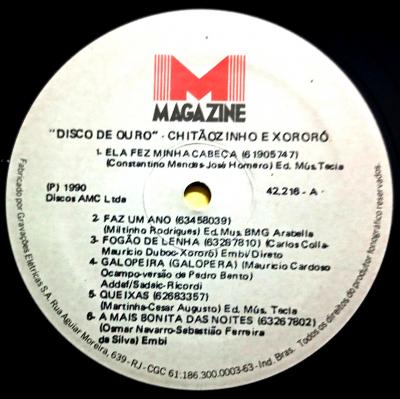 M
MAGAZINE
"DISCO DE OURO" - CHITÃOZINHO E XORORÓ
1- ELA FEZ MINHA CABEÇA (61905747)
(Constantino Mendes-José Homero) Ed. Mús. Tecla
(P) 1990
Discos AMC Ltda
42,216 - A
2- FAZ UM ANO (63458039)
(Miltinho Rodrigues) Ed. Mus. BMG Arabella
3- FOGÃO DE LENHA (63267810) (Carlos Colla-
Maurício Duboc-Xororó) Embi/Direto
4- GALOPEIRA (GALOPERA) (Mauricio Cardoso
Ocampo-versão de Pedro Bento)
Addef/Sadaic-Ricordi
5- QUEIXAS (62683357)
(Martinha-Cesar Augusto) Ed. Mús. Tecla
6- A MAIS BONITA DAS NOITES (63267802)
(Osmar Navarro-Sebastião Ferreira
da Silva) Embi
Fabricado por Gravações Elétricas S.A. Rua Aguiar Moreira, 639 - RJ - CGC 61.186.300.0003-63 - Ind. Bras. Todos os direitos do produtor fonográfico reservados.